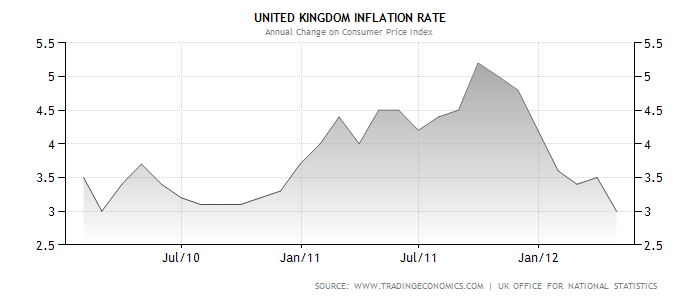 UNITED KINGDOM INFLATION RATE
Annual Change on Consumer Price Index
5.5 5.5
5 5
4.5 4.5
4 4
3.5 3.5
3 3
2.5 2.5
Jul/10 Jan/11 Jul/11 Jan/12
SOURCE: WWW.TRADINGECONOMICS.COM | UK OFFICE FOR NATIONAL STATISTICS